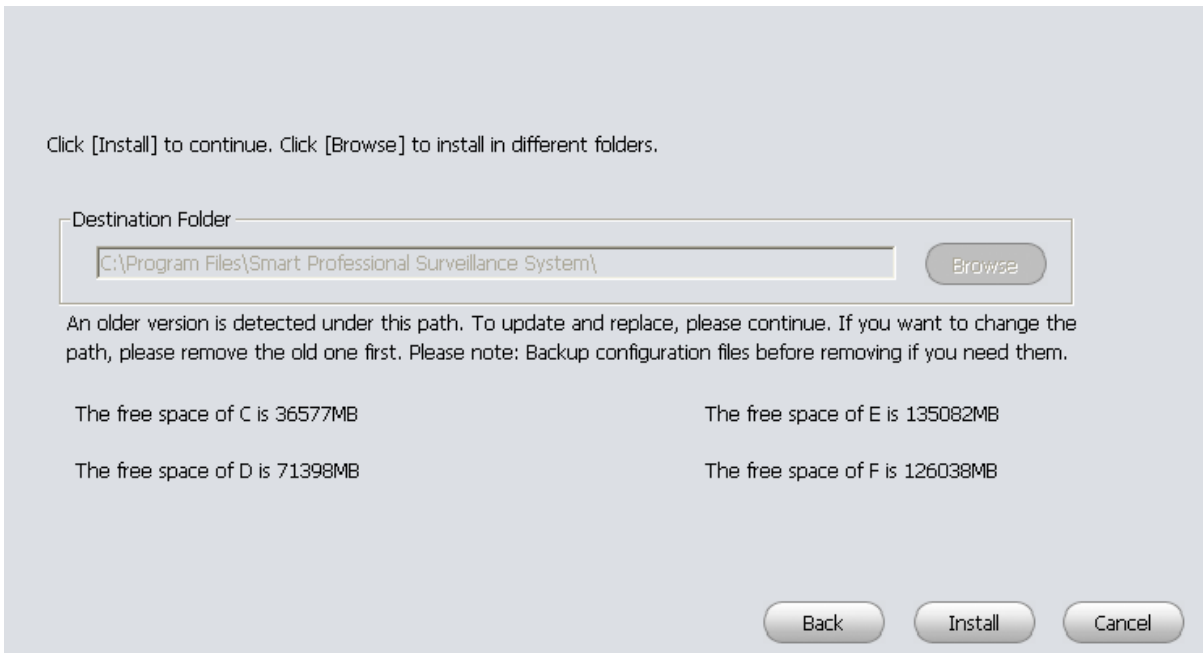 Click [Install] to continue. Click [Browse] to install in different folders.
Destination Folder
C:\Program Files\Smart Professional Surveillance System\
Browse
An older version is detected under this path. To update and replace, please continue. If you want to change the
path, please remove the old one first. Please note: Backup configuration files before removing if you need them.
The free space of C is 36577MB
The free space of E is 135082MB
The free space of D is 71398MB
The free space of F is 126038MB
Back
Install
Cancel